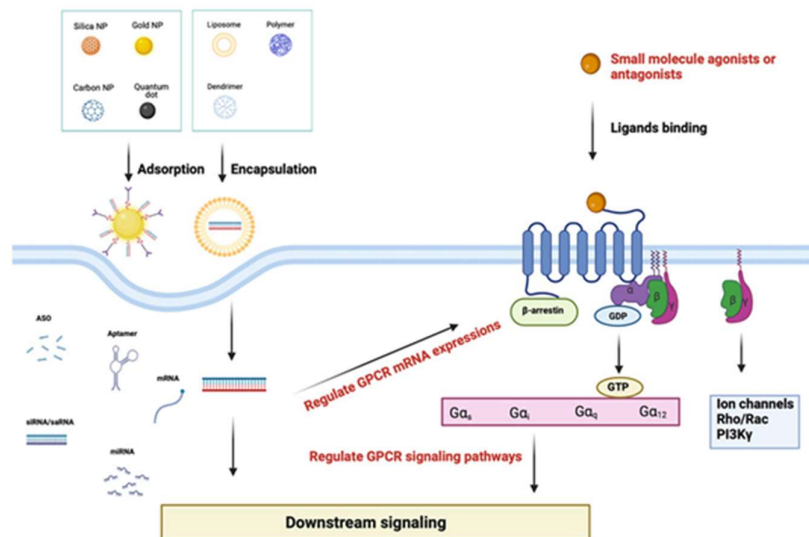 Silica NP
Gold NP
Carbon NP
Quantum
dot
Liposome
Polymer
Dendrimer
Adsorption
Encapsulation
Small molecule agonists or
antagonists
Ligands binding
β-arrestin
α
β
γ
GDP
β
γ
GTP
Gαs
Gαi
Gαq
Gα12
Ion channels
Rho/Rac
PI3Kγ
ASO
Aptamer
mRNA
siRNA/saRNA
miRNA
Regulate GPCR mRNA expressions
Regulate GPCR signaling pathways
Downstream signaling